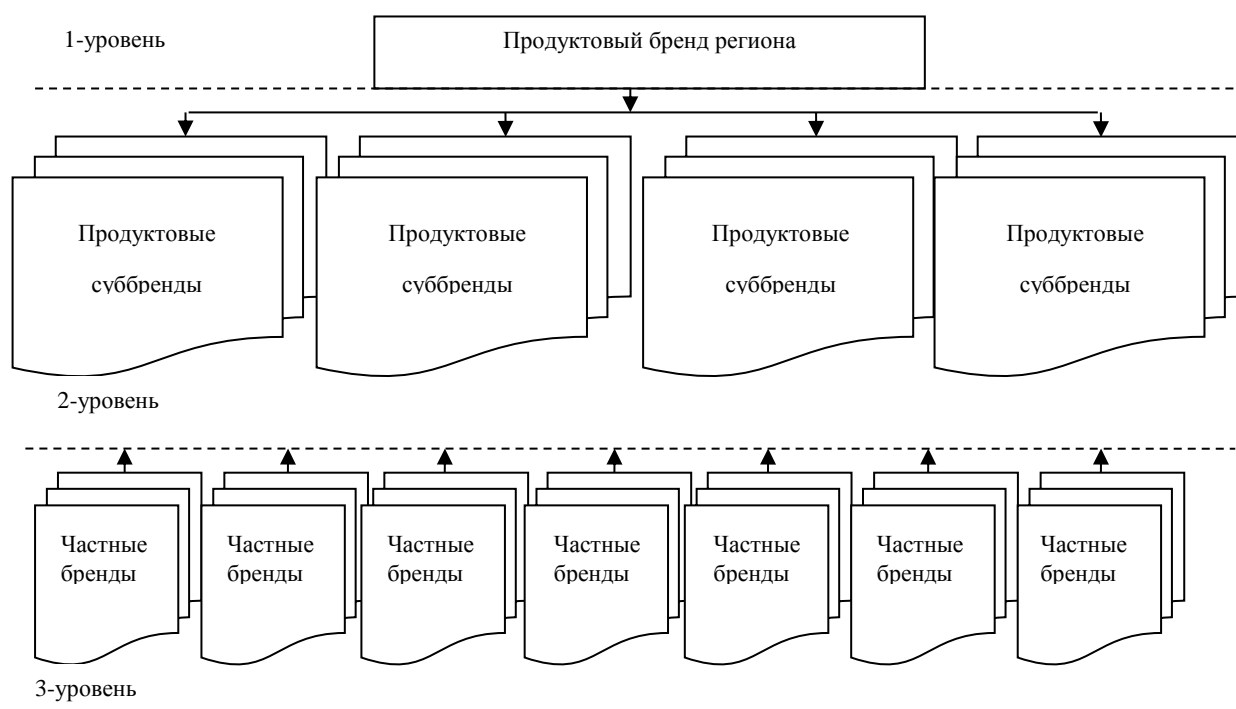 1-уровень
Продуктовый бренд региона
Продуктовые
суббренды
Продуктовые
суббренды
Продуктовые
суббренды
Продуктовые
суббренды
2-уровень
Частные
бренды
Частные
бренды
Частные
бренды
Частные
бренды
Частные
бренды
Частные
бренды
Частные
бренды
3-уровень